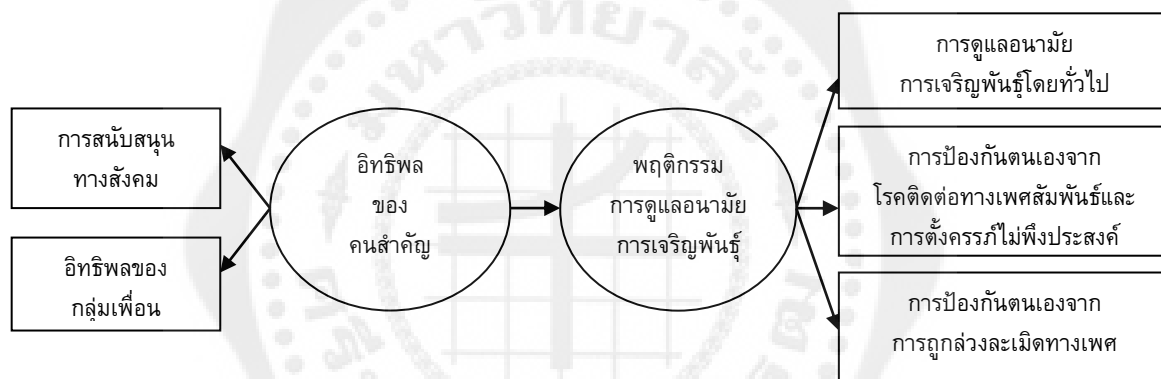 การสนับสนุน
ทางสังคม
อิทธิพลของ
กลุ่มเพื่อน
อิทธิพล
ของ
คนสำคัญ
พฤติกรรม
การดูแลอนามัย
การเจริญพันธุ์
การดูแลอนามัย
การเจริญพันธุ์โดยทั่วไป
การป้องกันตนเองจาก
โรคติดต่อทางเพศสัมพันธ์และ
การตั้งครรภ์ไม่พึงประสงค์
การป้องกันตนเองจาก
การถูกล่วงละเมิดทางเพศ